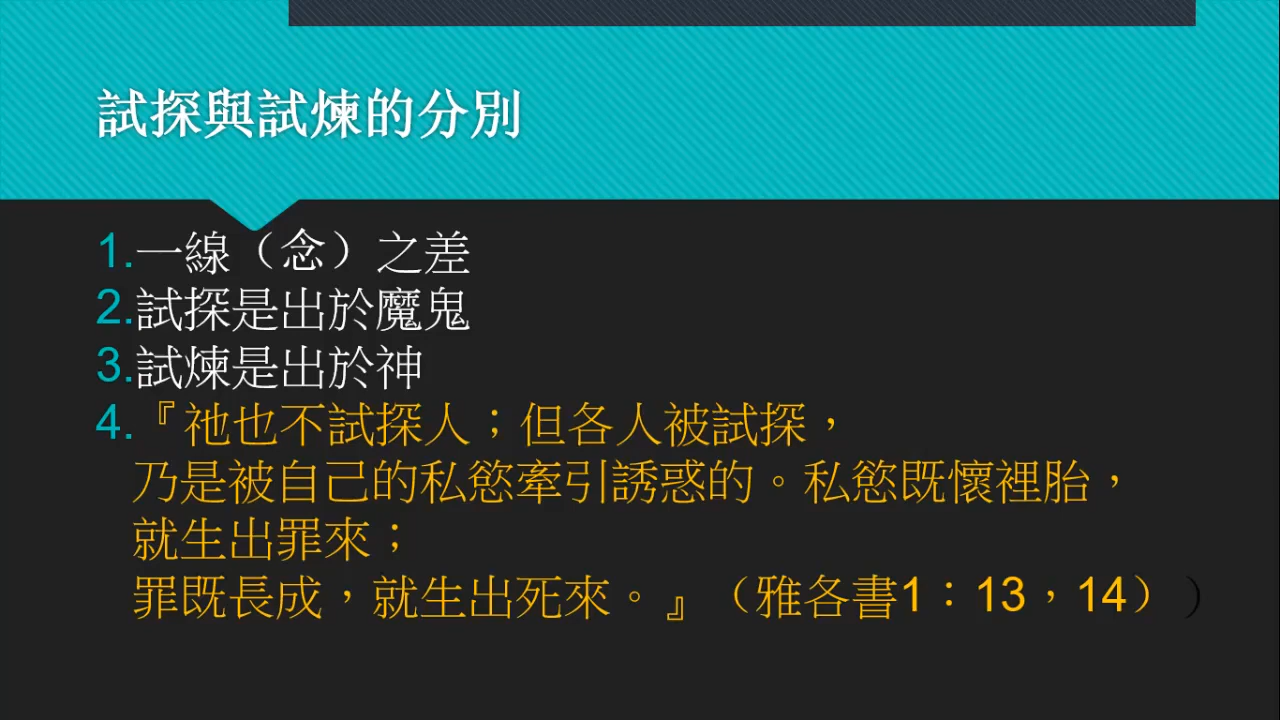 試探與試煉的分別
1.一線（念）之差
2.試探是出於魔鬼
3.試煉是出於神
4.『祂也不試探人；但各人被試探，
乃是被自己的私慾牽引誘惑的。私慾既懷裡胎，
就生出罪來；
罪既長成，就生出死來。』（雅各書1：13，14））